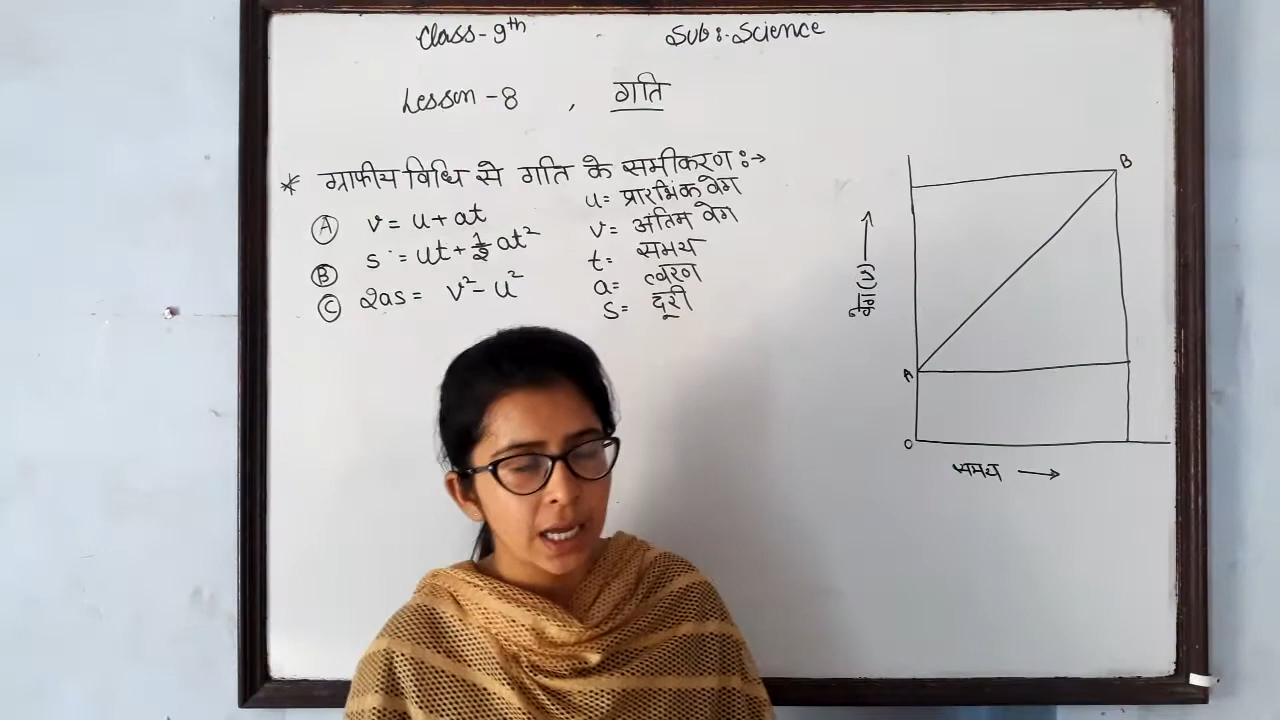 Class-9th Sub:-Science
Lesson-8, गति
* ग्राफीय विधि से गति के समीकरण :→
A v = u + at
B s = ut + 1/2 at²
C 2as = v² - u²
u = प्रारंभिक वेग
v = अंतिम वेग
t = समय
a = त्वरण
s = दूरी
B
A
O
समय →